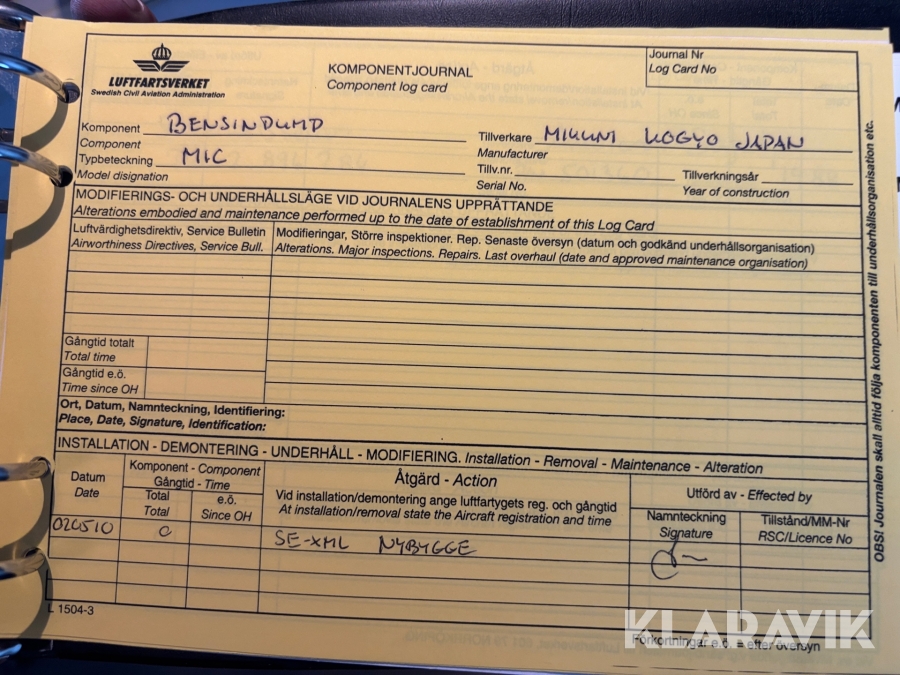 LUFTFARTSVERKET
Swedish Civil Aviation Administration
KOMPONENTJOURNAL
Component log card
Journal Nr
Log Card No
Komponent BENSINPUMP
Component
Tillverkare MIKUNI KOGYO JAPAN
Manufacturer
Typbeteckning MIC
Model designation
Tillv.nr.
Serial No.
Tillverkningsår
Year of construction
MODIFIERINGS- OCH UNDERHÅLLSLÄGE VID JOURNALENS UPPRÄTTANDE
Alterations embodied and maintenance performed up to the date of establishment of this Log Card
Luftvärdighetsdirektiv, Service Bulletin
Airworthiness Directives, Service Bull.
Modifieringar, Större inspektioner. Rep. Senaste översyn (datum och godkänd underhållsorganisation)
Alterations. Major inspections. Repairs. Last overhaul (date and approved maintenance organisation)
Gångtid totalt
Total time
Gångtid e.ö.
Time since OH
Ort, Datum, Namnteckning, Identifiering:
Place, Date, Signature, Identification:
INSTALLATION - DEMONTERING - UNDERHÅLL - MODIFIERING. Installation - Removal - Maintenance - Alteration
Datum
Date
Komponent - Component
Gångtid - Time
Total
Total
e.ö.
Since OH
Åtgärd - Action
Vid installation/demontering ange luftfartygets reg. och gångtid
At installation/removal state the Aircraft registration and time
Utförd av - Effected by
Namnteckning
Signature
Tillstånd/MM-Nr
RSC/Licence No
020510 0 SE-XML NYBYGGE
L 1504-3
Förkortningar e.ö. = efter översyn
OBS! Journalen skall alltid följa komponenten till underhållsorganisation etc.
KLARAVIK